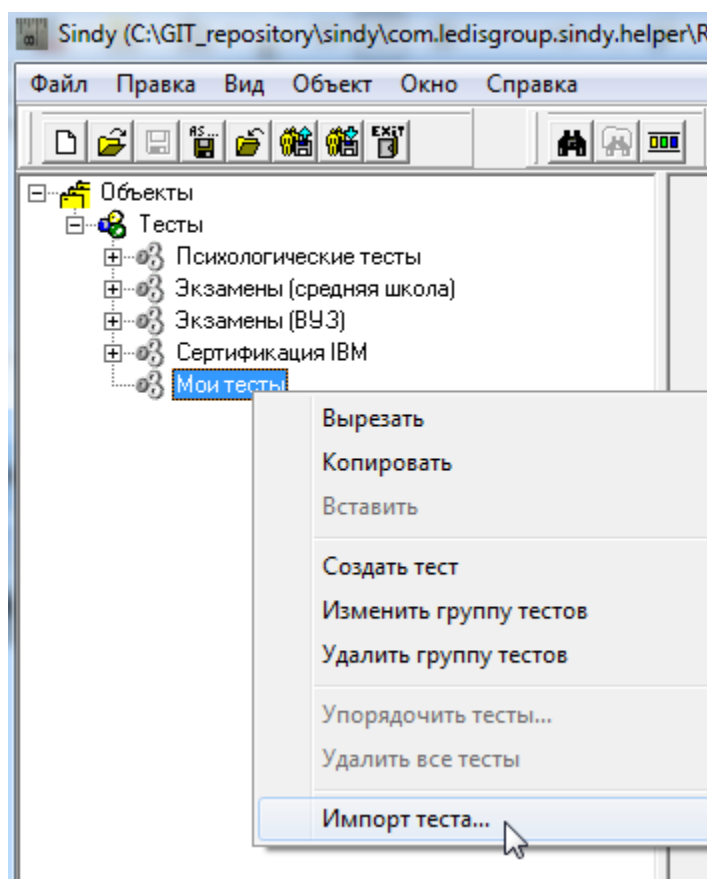 Sindy (C:\GIT_repository\sindy\com.ledisgroup.sindy.helper\R
Файл Правка Вид Объект Окно Справка
AS...
EXiT
Объекты
Тесты
Психологические тесты
Экзамены (средняя школа)
Экзамены (ВУЗ)
Сертификация IBM
Мои тесты
Вырезать
Копировать
Вставить
Создать тест
Изменить группу тестов
Удалить группу тестов
Упорядочить тесты...
Удалить все тесты
Импорт теста...